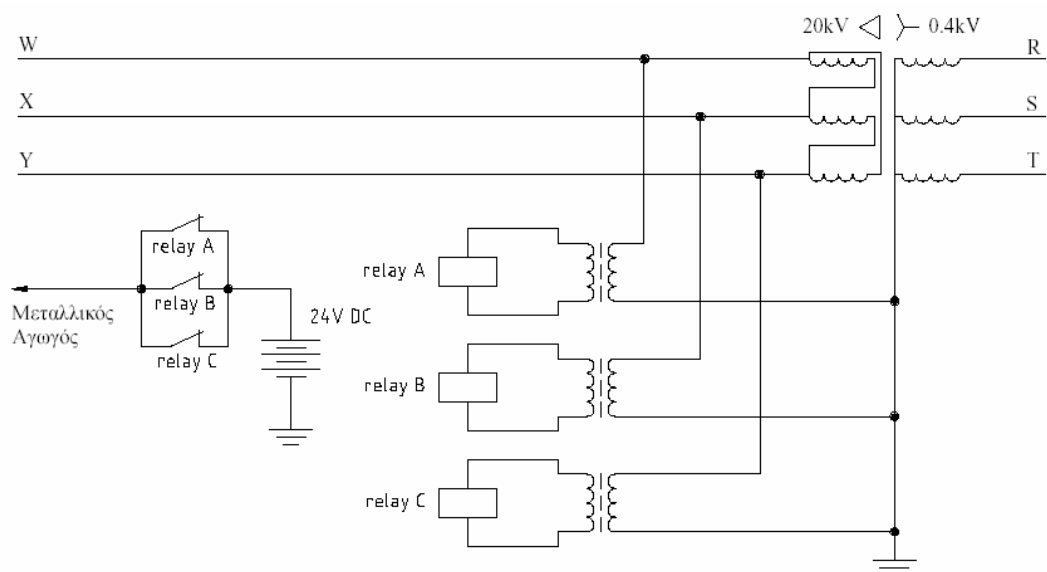 20kV 0.4kV
W
R
X
S
Y
T
relay A
relay A
relay B
24V DC
Μεταλλικός
Αγωγός
relay C
relay B
relay C